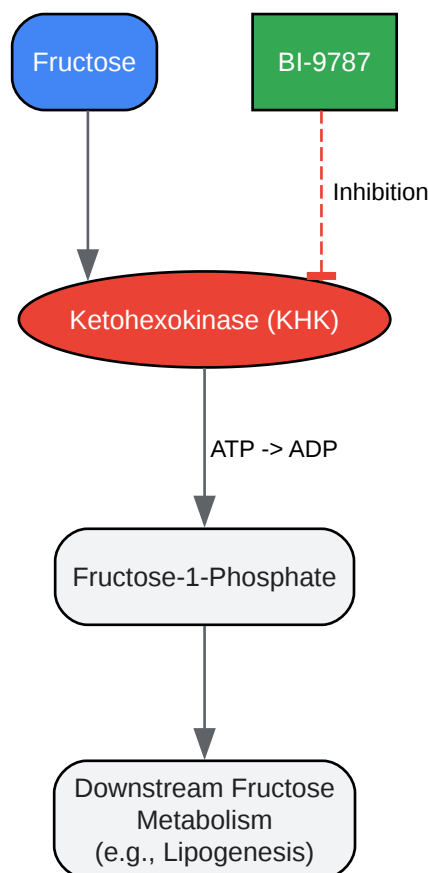 Fructose
BI-9787
Inhibition
Ketohexokinase (KHK)
ATP -> ADP
Fructose-1-Phosphate
Downstream Fructose
Metabolism
(e.g., Lipogenesis)